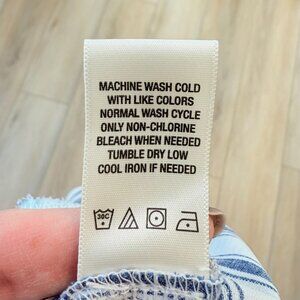 MACHINE WASH COLD
WITH LIKE COLORS
NORMAL WASH CYCLE
ONLY NON-CHLORINE
BLEACH WHEN NEEDED
TUMBLE DRY LOW
COOL IRON IF NEEDED
30C